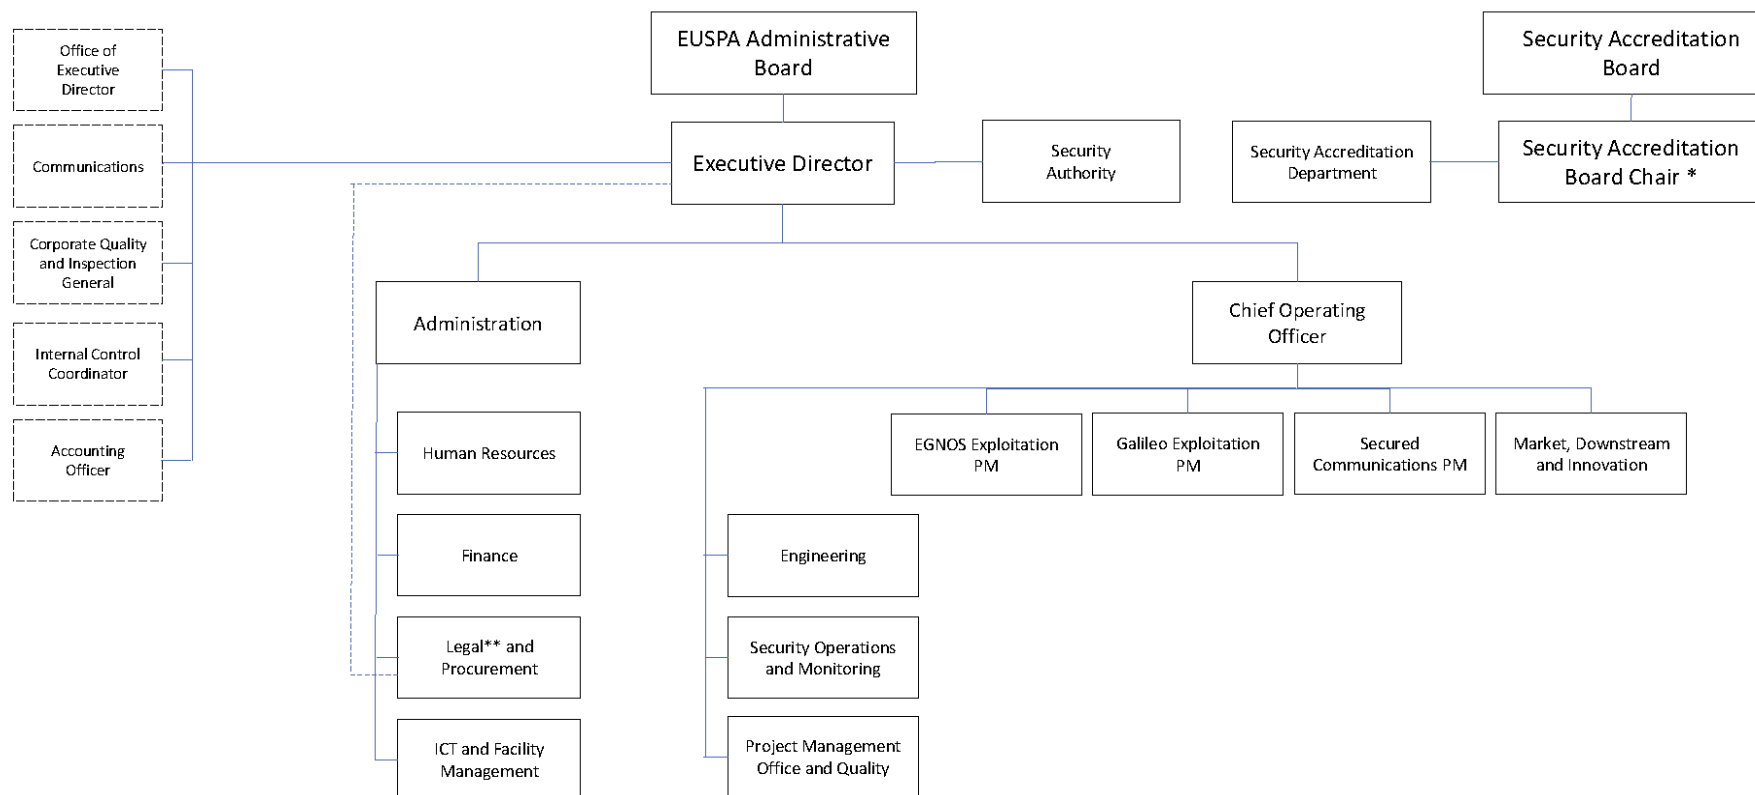 Office of
Executive
Director
EUSPA Administrative
Board
Security Accreditation
Board
Communications
Executive Director
Security
Authority
Security Accreditation
Department
Security Accreditation
Board Chair *
Corporate Quality
and Inspection
General
Administration
Chief Operating
Officer
Internal Control
Coordinator
Accounting
Officer
Human Resources
EGNOS Exploitation
PM
Galileo Exploitation
PM
Secured
Communications PM
Market, Downstream
and Innovation
Finance
Engineering
Legal** and
Procurement
Security Operations
and Monitoring
ICT and Facility
Management
Project Management
Office and Quality